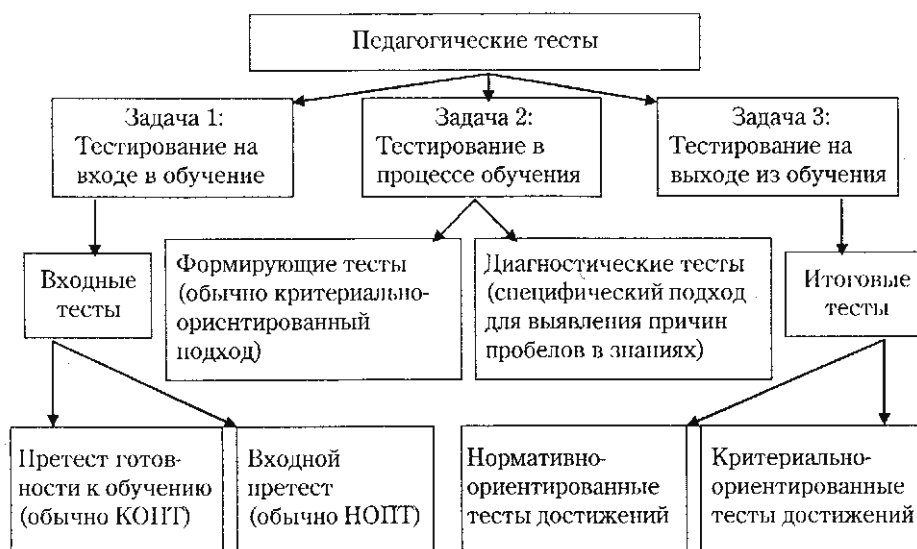 Педагогические тесты
Задача 1:
Тестирование на
входе в обучение
Задача 2:
Тестирование в
процессе обучения
Задача 3:
Тестирование на
выходе из обучения
Входные
тесты
Формирующие тесты
(обычно критериально-
ориентированный
подход)
Диагностические тесты
(специфический подход
для выявления причин
пробелов в знаниях)
Итоговые
тесты
Претест готов-
ности к обучению
(обычно КОПТ)
Входной
претест
(обычно НОПТ)
Нормативно-
ориентированные
тесты достижений
Критериально-
ориентированные
тесты достижений